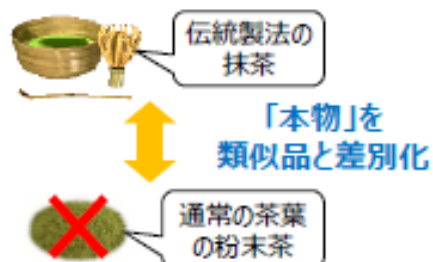 伝統製法の
抹茶
「本物」を
類似品と差別化
通常の茶葉
の粉末茶